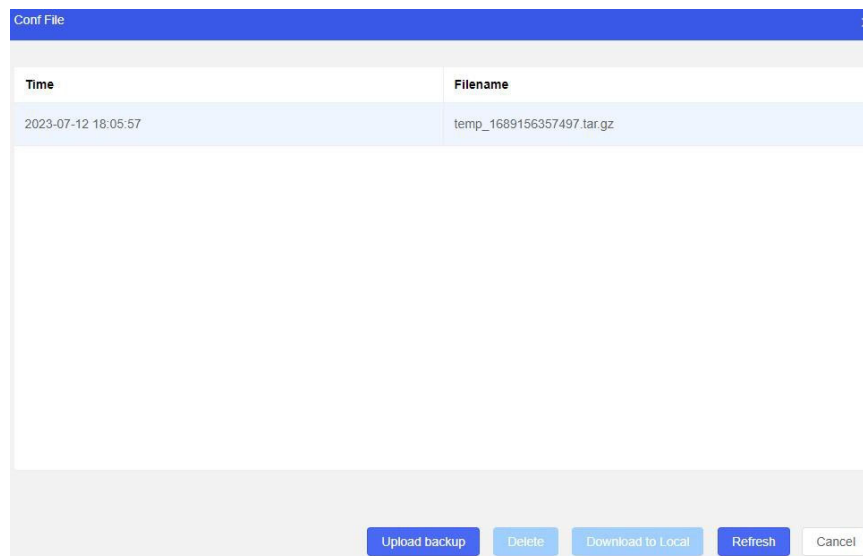 Conf File
Time Filename
2023-07-12 18:05:57 temp_1689156357497.tar.gz
Upload backup Delete Download to Local Refresh Cancel